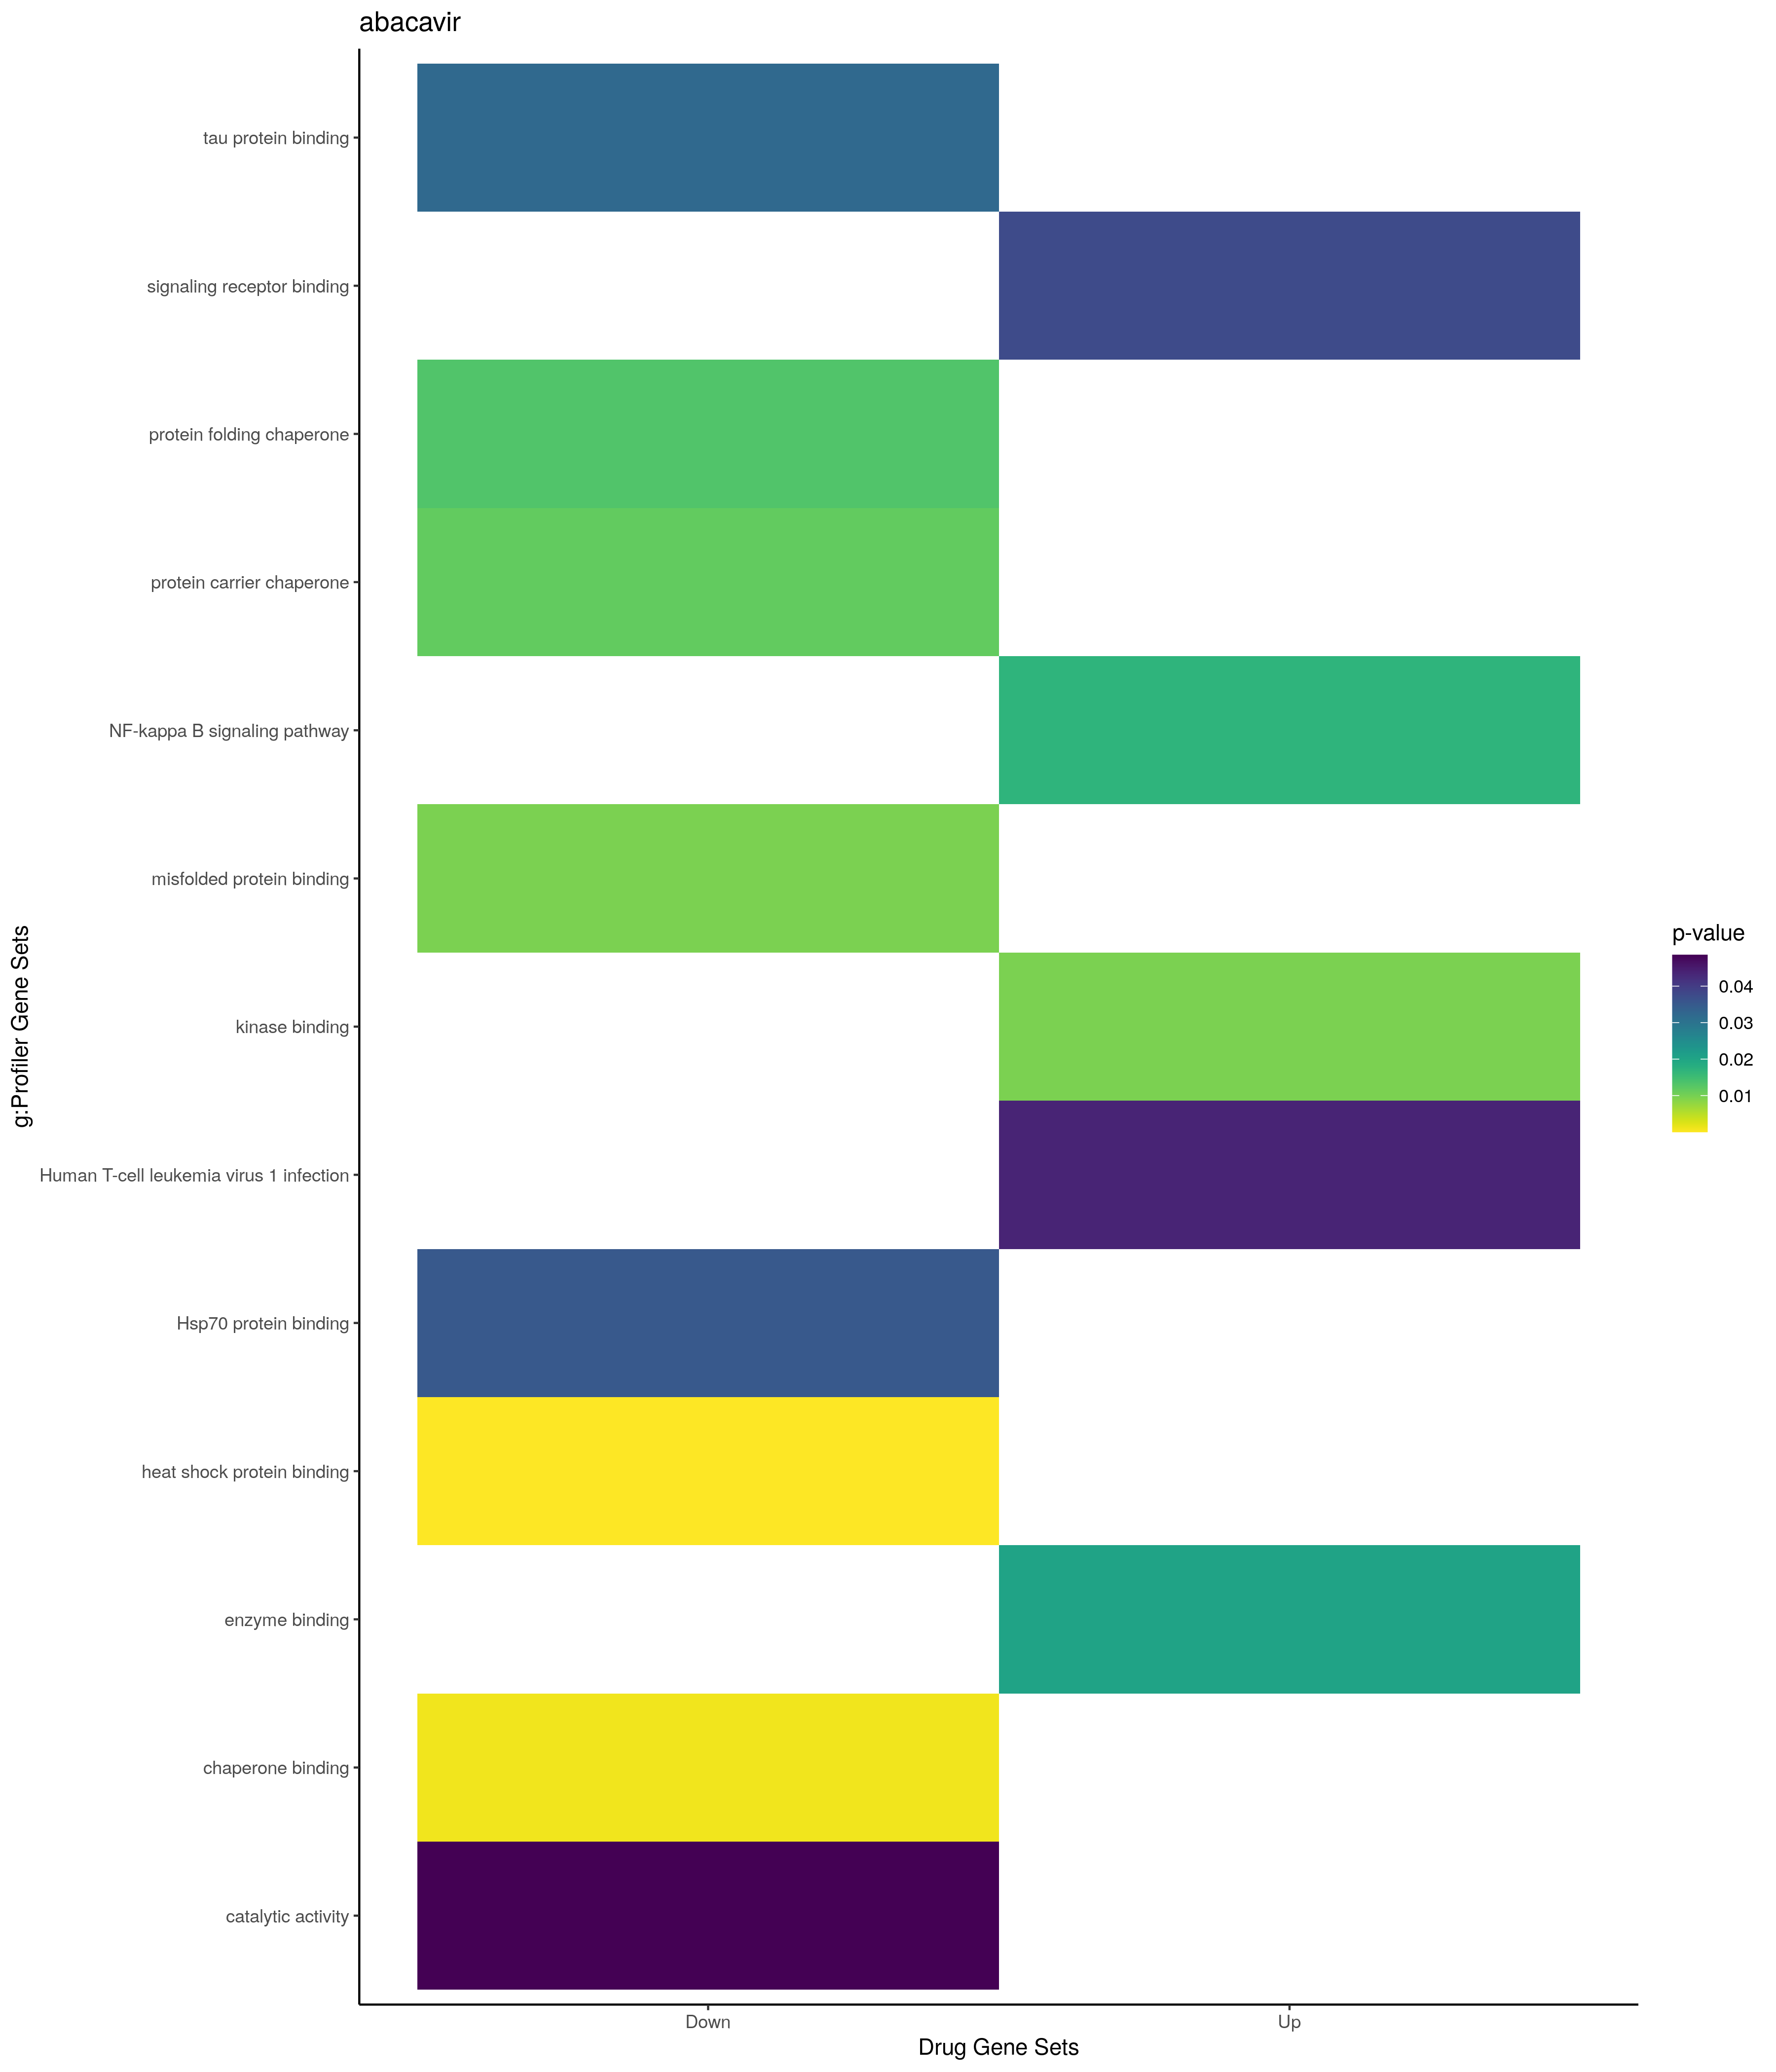 abacavir
tau protein binding
signaling receptor binding
protein folding chaperone
protein carrier chaperone
NF-kappa B signaling pathway
misfolded protein binding
kinase binding
Human T-cell leukemia virus 1 infection
Hsp70 protein binding
heat shock protein binding
enzyme binding
chaperone binding
catalytic activity
g:Profiler Gene Sets
Down
Up
Drug Gene Sets
p-value
0.04
0.03
0.02
0.01